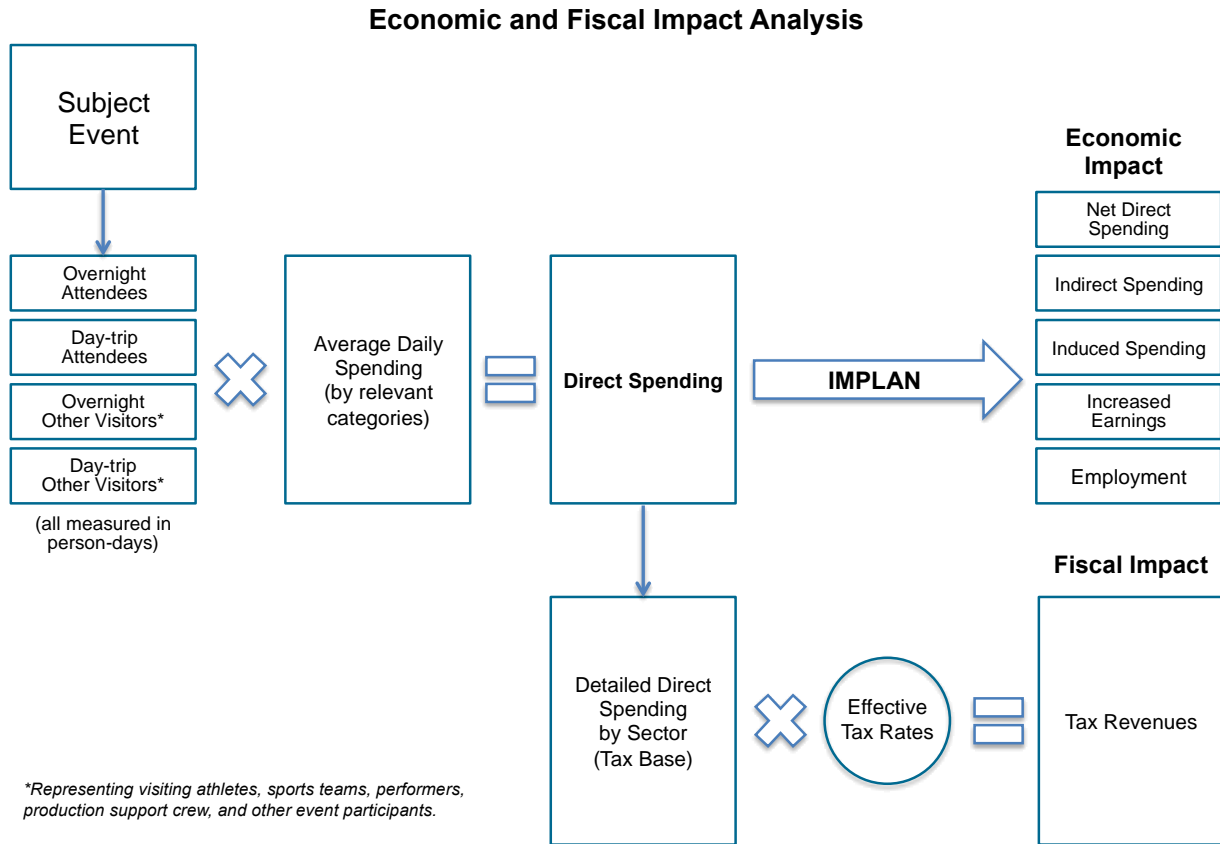 Economic and Fiscal Impact Analysis
Subject
Event
Overnight
Attendees
Day-trip
Attendees
Overnight
Other Visitors*
Day-trip
Other Visitors*
(all measured in
person-days)
Average Daily
Spending
(by relevant
categories)
Direct Spending
IMPLAN
Economic
Impact
Net Direct
Spending
Indirect Spending
Induced Spending
Increased
Earnings
Employment
Detailed Direct
Spending
by Sector
(Tax Base)
Effective
Tax Rates
Fiscal Impact
Tax Revenues
*Representing visiting athletes, sports teams, performers,
production support crew, and other event participants.